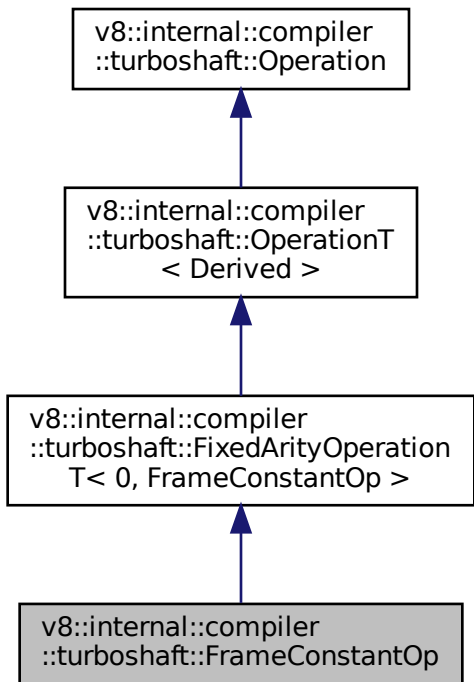 v8::internal::compiler
::turboshaft::Operation
v8::internal::compiler
::turboshaft::OperationT
< Derived >
v8::internal::compiler
::turboshaft::FixedArityOperation
T< 0, FrameConstantOp >
v8::internal::compiler
::turboshaft::FrameConstantOp